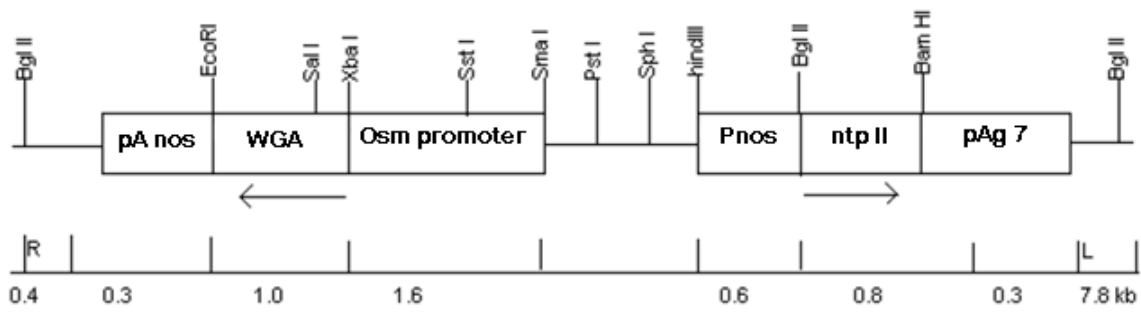 Bgl II EcoRI Sal I Xba I Sst I Sma I Pst I Sph I hindIII Bgl II Bam HI Bgl II
pA nos WGA Osm promoter Pnos ntp II pAg 7
R L
0.4 0.3 1.0 1.6 0.6 0.8 0.3 7.8 kb